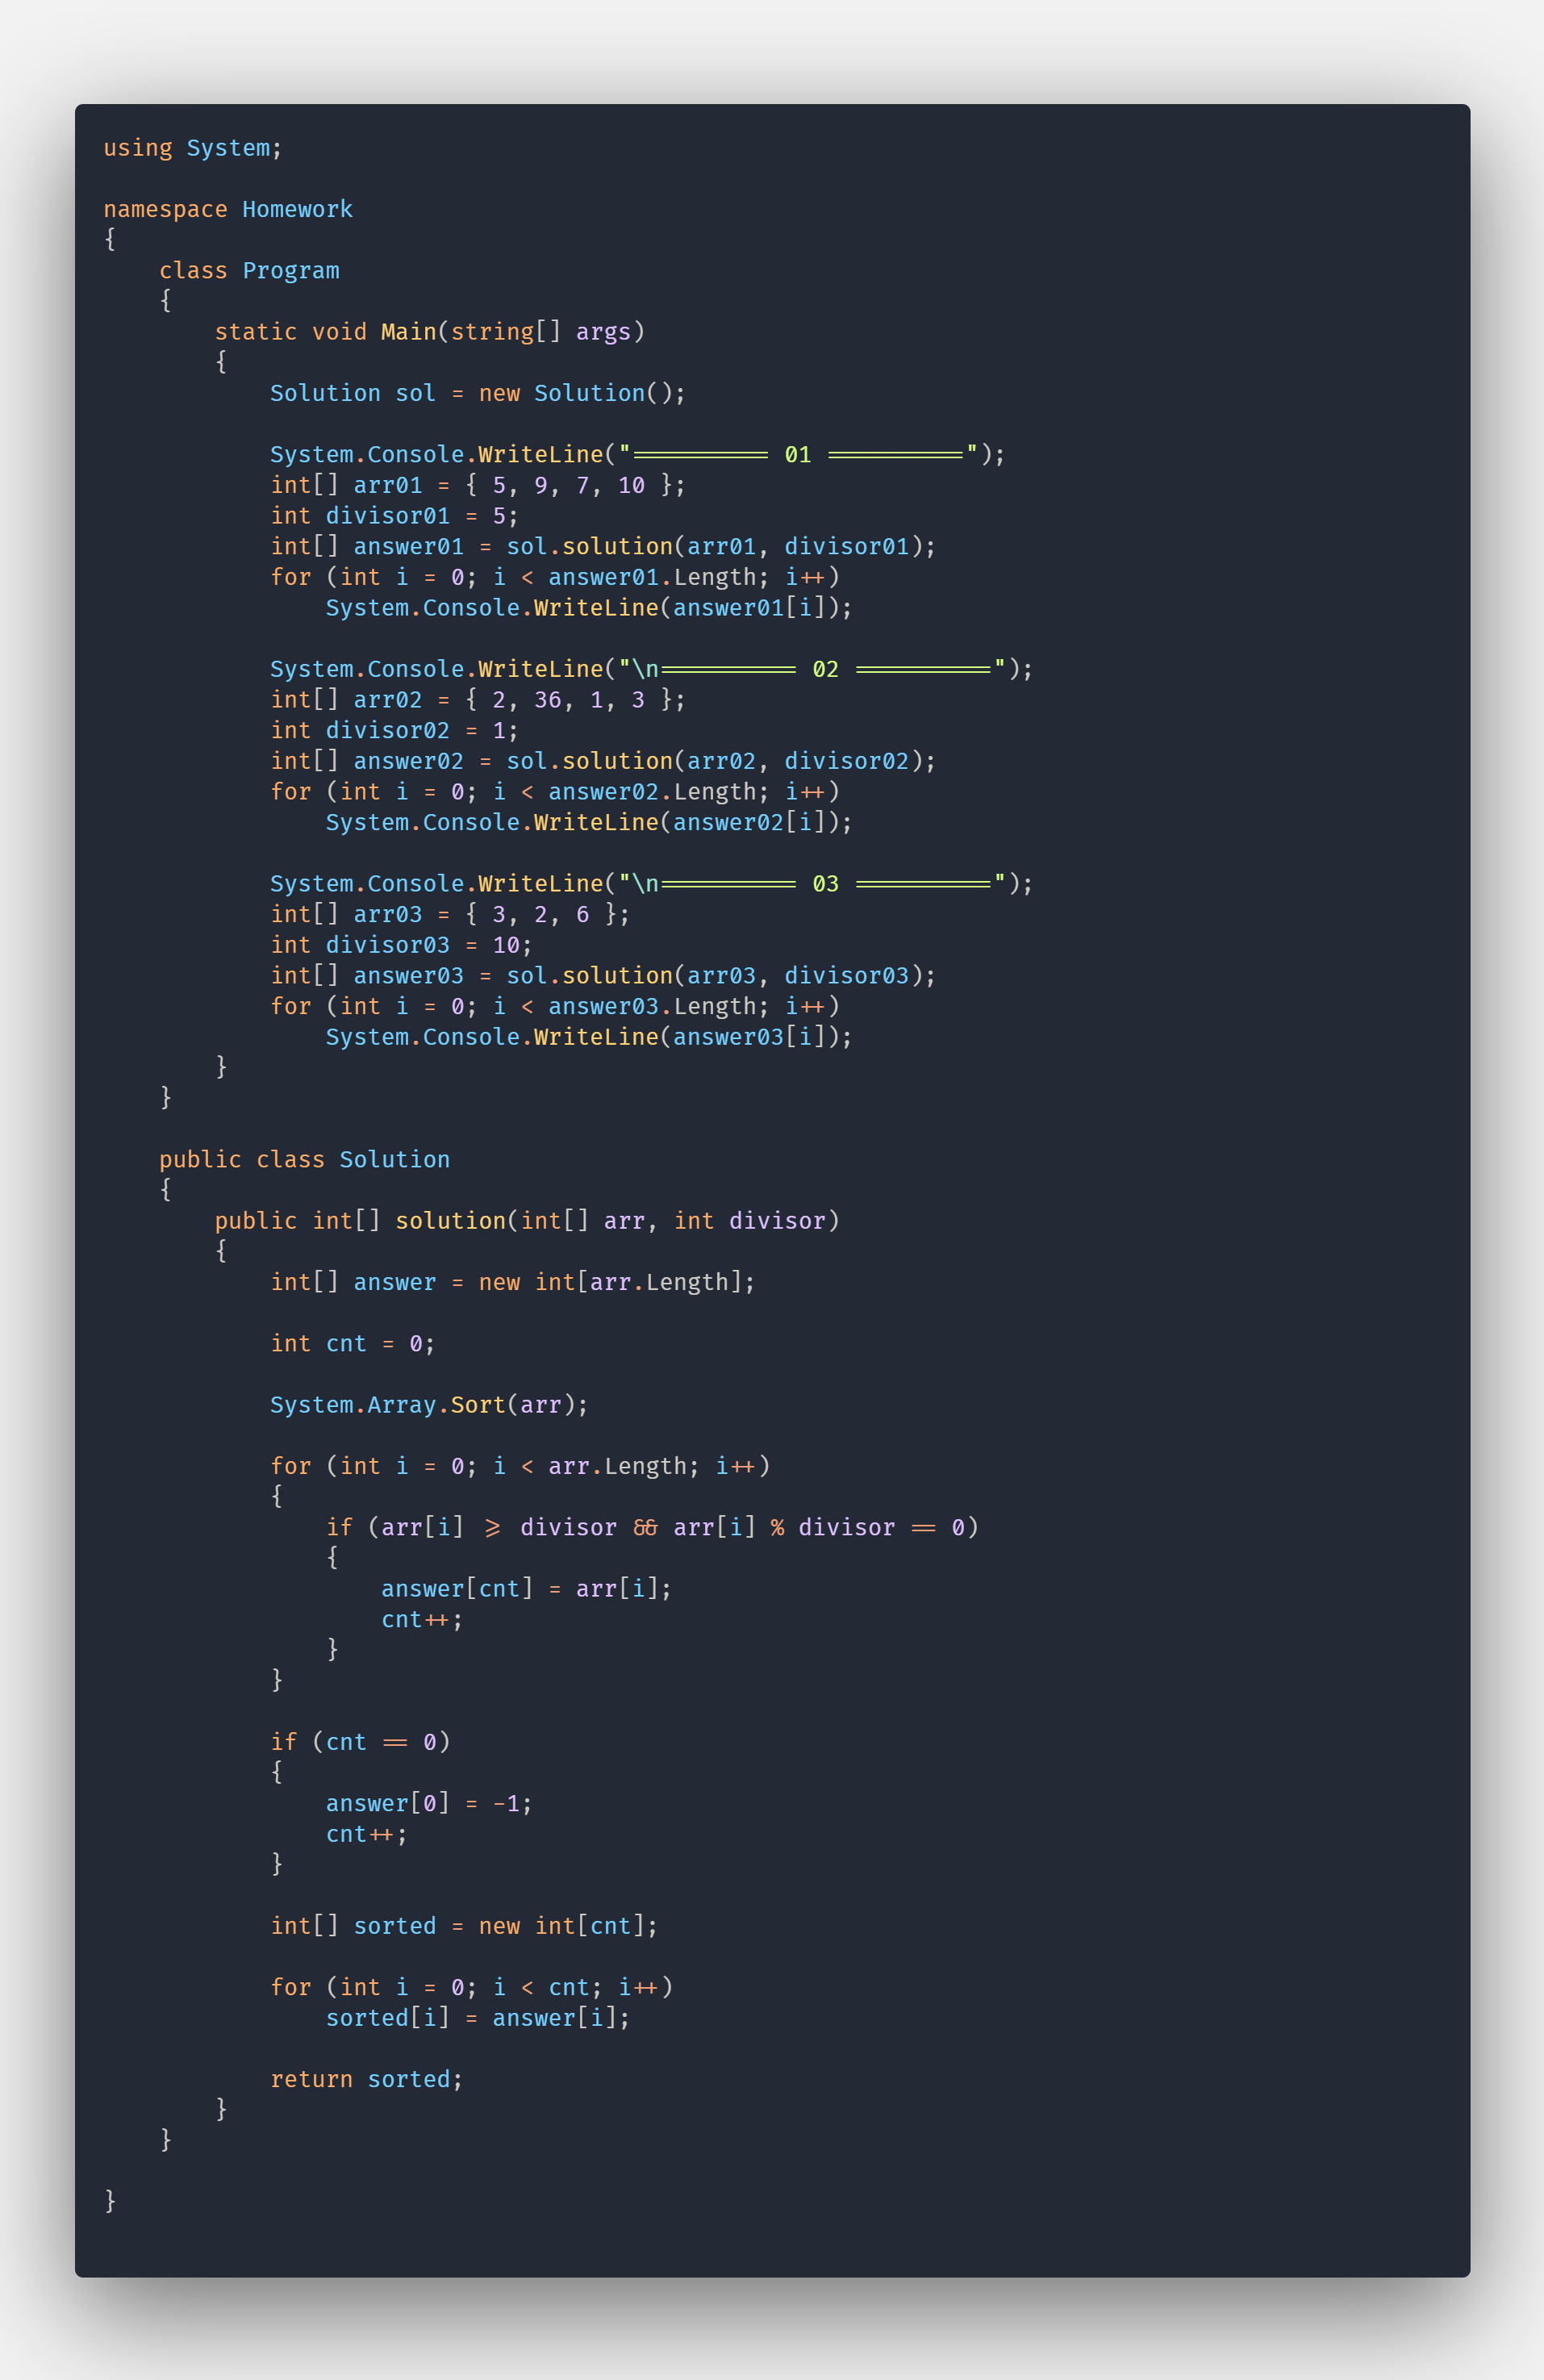 using System;
namespace Homework
{
    class Program
    {
        static void Main(string[] args)
        {
            Solution sol = new Solution();
            System.Console.WriteLine("========== 01 ==========");
            int[] arr01 = { 5, 9, 7, 10 };
            int divisor01 = 5;
            int[] answer01 = sol.solution(arr01, divisor01);
            for (int i = 0; i < answer01.Length; i++)
                System.Console.WriteLine(answer01[i]);
            System.Console.WriteLine("\n========== 02 ==========");
            int[] arr02 = { 2, 36, 1, 3 };
            int divisor02 = 1;
            int[] answer02 = sol.solution(arr02, divisor02);
            for (int i = 0; i < answer02.Length; i++)
                System.Console.WriteLine(answer02[i]);
            System.Console.WriteLine("\n========== 03 ==========");
            int[] arr03 = { 3, 2, 6 };
            int divisor03 = 10;
            int[] answer03 = sol.solution(arr03, divisor03);
            for (int i = 0; i < answer03.Length; i++)
                System.Console.WriteLine(answer03[i]);
        }
    }
    public class Solution
    {
        public int[] solution(int[] arr, int divisor)
        {
            int[] answer = new int[arr.Length];
            int cnt = 0;
            System.Array.Sort(arr);
            for (int i = 0; i < arr.Length; i++)
            {
                if (arr[i] >= divisor && arr[i] % divisor == 0)
                {
                    answer[cnt] = arr[i];
                    cnt++;
                }
            }
            if (cnt == 0)
            {
                answer[0] = -1;
                cnt++;
            }
            int[] sorted = new int[cnt];
            for (int i = 0; i < cnt; i++)
                sorted[i] = answer[i];
            return sorted;
        }
    }
}